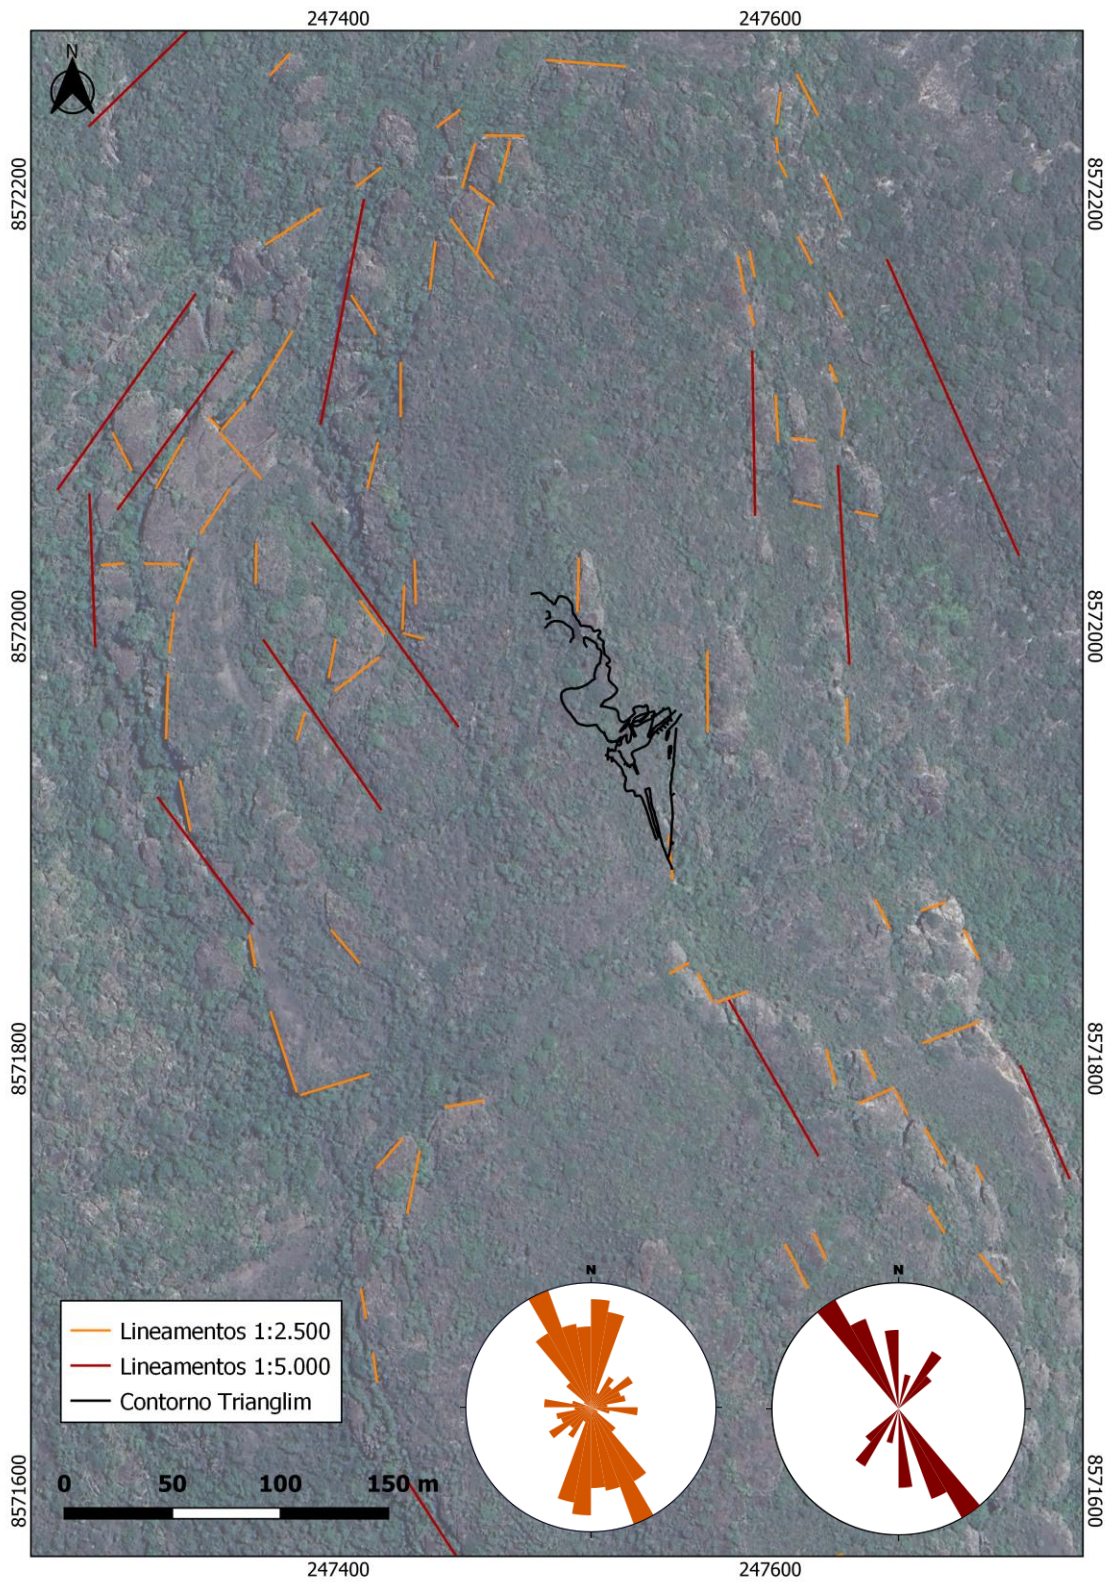 247400 247600
N
8572200 8572200
8572000 8572000
8571800 8571800
8571600 8571600
N N
Lineamentos 1:2.500
Lineamentos 1:5.000
Contorno Trianglim
0 50 100 150 m
247400 247600